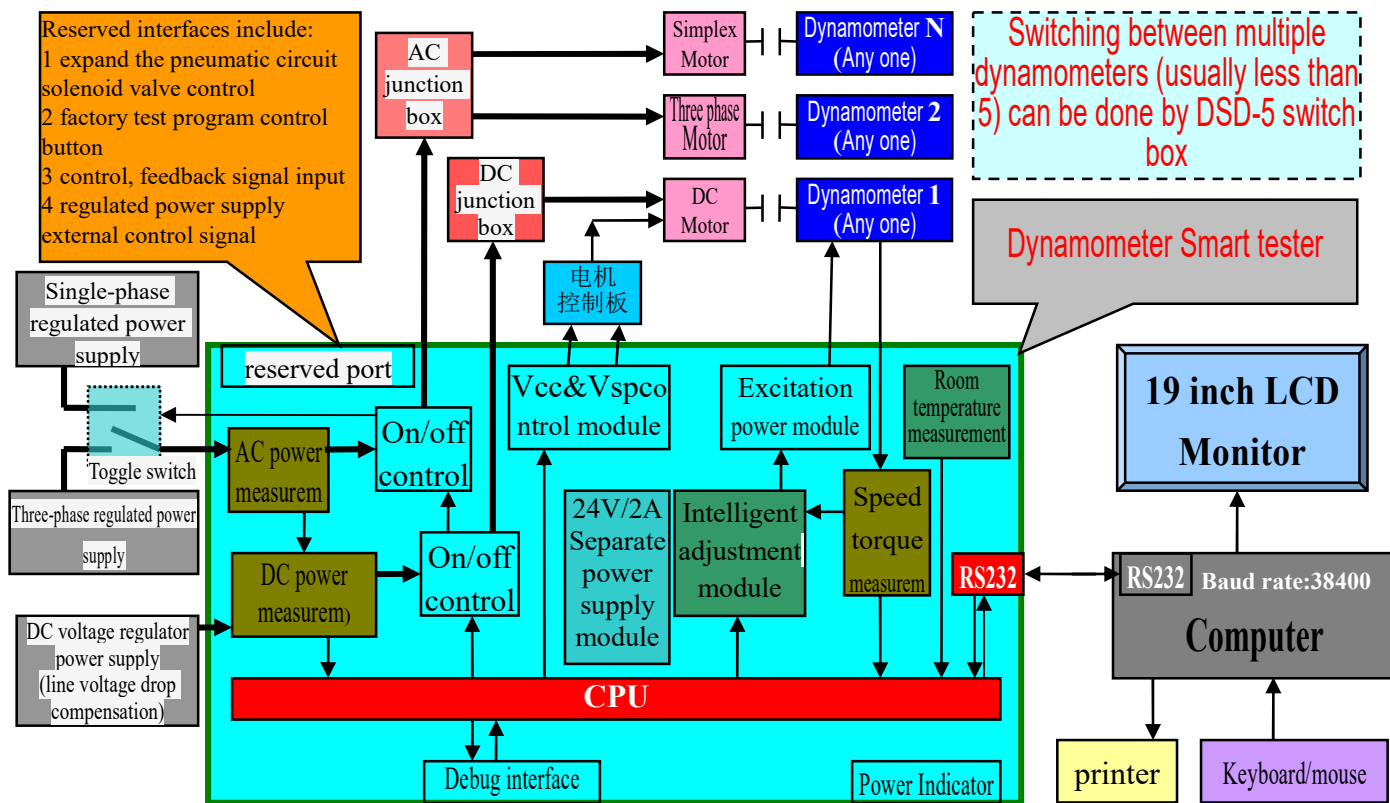 Reserved interfaces include:
1 expand the pneumatic circuit
solenoid valve control
2 factory test program control
button
3 control, feedback signal input
4 regulated power supply
external control signal
AC
junction
box
DC
junction
box
Simplex
Motor
Three phase
Motor
DC
Motor
Dynamometer N
(Any one)
Dynamometer 2
(Any one)
Dynamometer 1
(Any one)
Switching between multiple
dynamometers (usually less than
5) can be done by DSD-5 switch
box
Dynamometer Smart tester
电机
控制板
Single-phase
regulated power
supply
Toggle switch
Three-phase regulated power
supply
DC voltage regulator
power supply
(line voltage drop
compensation)
reserved port
AC power
measurem
On/off
control
DC power
measurem)
On/off
control
Vcc&Vspco
ntrol module
Excitation
power module
Room
temperature
measurement
24V/2A
Separate
power
supply
module
Intelligent
adjustment
module
Speed
torque
measurem
RS232
CPU
Debug interface
Power Indicator
19 inch LCD
Monitor
RS232
Baud rate:38400
Computer
printer
Keyboard/mouse